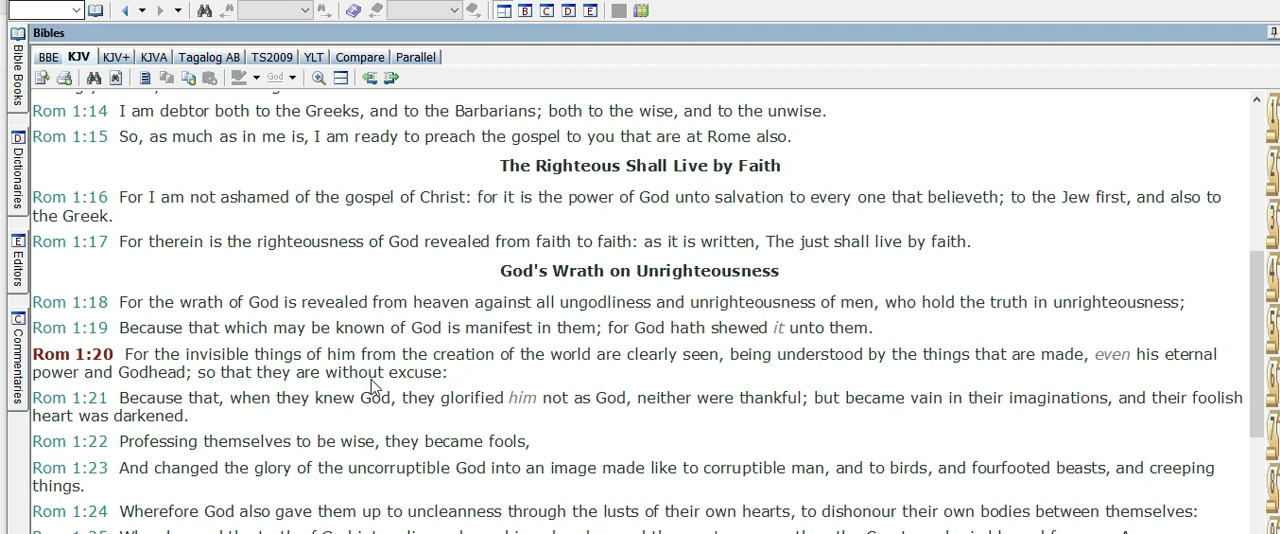 B C D E
Bibles
BBE KJV KJV+ KJVA Tagalog AB TS2009 YLT Compare Parallel
God
Bible Books
D Dictionaries
E Editors
C Commentaries
Rom 1:14 I am debtor both to the Greeks, and to the Barbarians; both to the wise, and to the unwise.
Rom 1:15 So, as much as in me is, I am ready to preach the gospel to you that are at Rome also.
The Righteous Shall Live by Faith
Rom 1:16 For I am not ashamed of the gospel of Christ: for it is the power of God unto salvation to every one that believeth; to the Jew first, and also to
the Greek.
Rom 1:17 For therein is the righteousness of God revealed from faith to faith: as it is written, The just shall live by faith.
God's Wrath on Unrighteousness
Rom 1:18 For the wrath of God is revealed from heaven against all ungodliness and unrighteousness of men, who hold the truth in unrighteousness;
Rom 1:19 Because that which may be known of God is manifest in them; for God hath shewed it unto them.
Rom 1:20 For the invisible things of him from the creation of the world are clearly seen, being understood by the things that are made, even his eternal
power and Godhead; so that they are without excuse:
Rom 1:21 Because that, when they knew God, they glorified him not as God, neither were thankful; but became vain in their imaginations, and their foolish
heart was darkened.
Rom 1:22 Professing themselves to be wise, they became fools,
Rom 1:23 And changed the glory of the uncorruptible God into an image made like to corruptible man, and to birds, and fourfooted beasts, and creeping
things.
Rom 1:24 Wherefore God also gave them up to uncleanness through the lusts of their own hearts, to dishonour their own bodies between themselves:
1
2
3
4
5
6
7
8